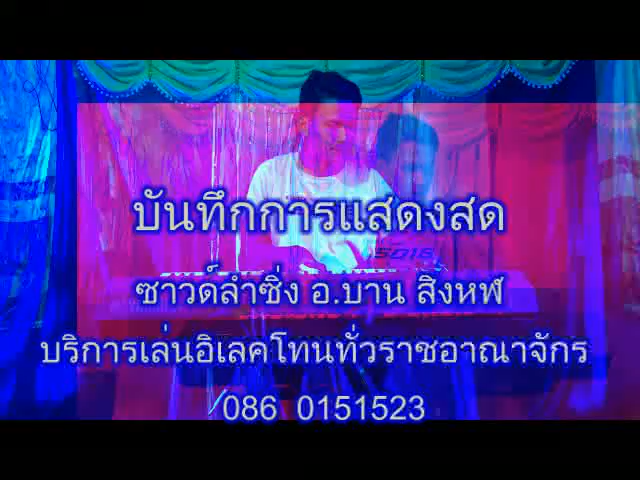 บันทึกการแสดงสด
SQ16
ซาวด์ลำซิ่ง อ.บาน สิงหฬ
บริการเล่นอิเลคโทนทั่วราชอาณาจักร
086 0151523